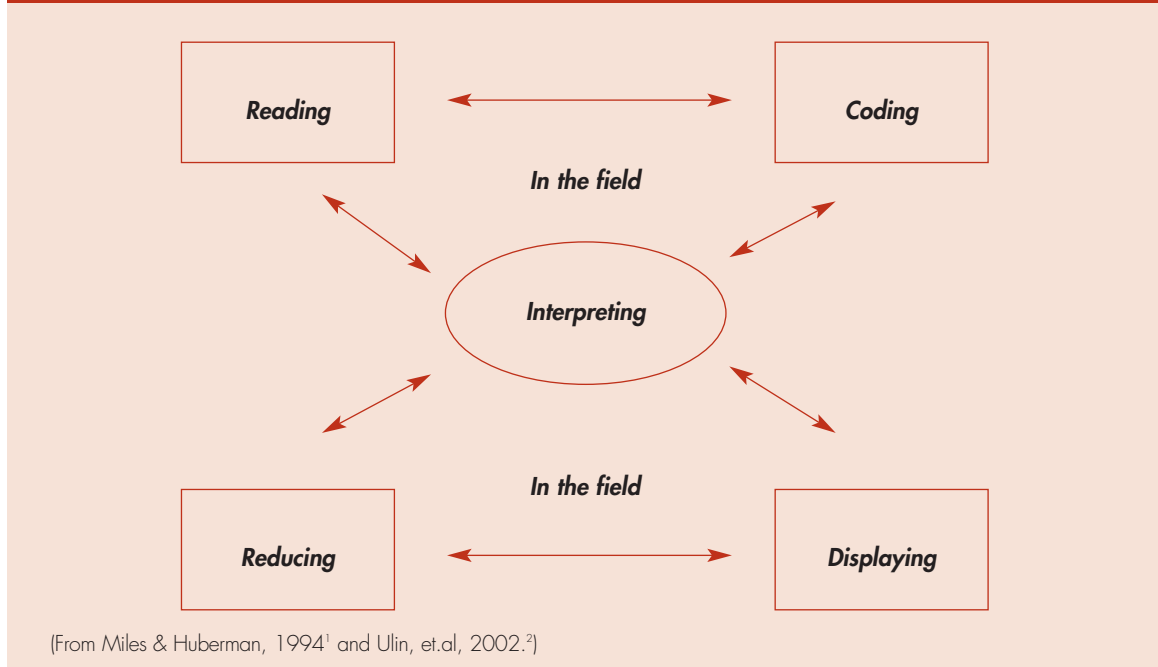 Reading
Coding
In the field
Interpreting
In the field
Reducing
Displaying
(From Miles & Huberman, 1994¹ and Ulin, et.al, 2002.²)